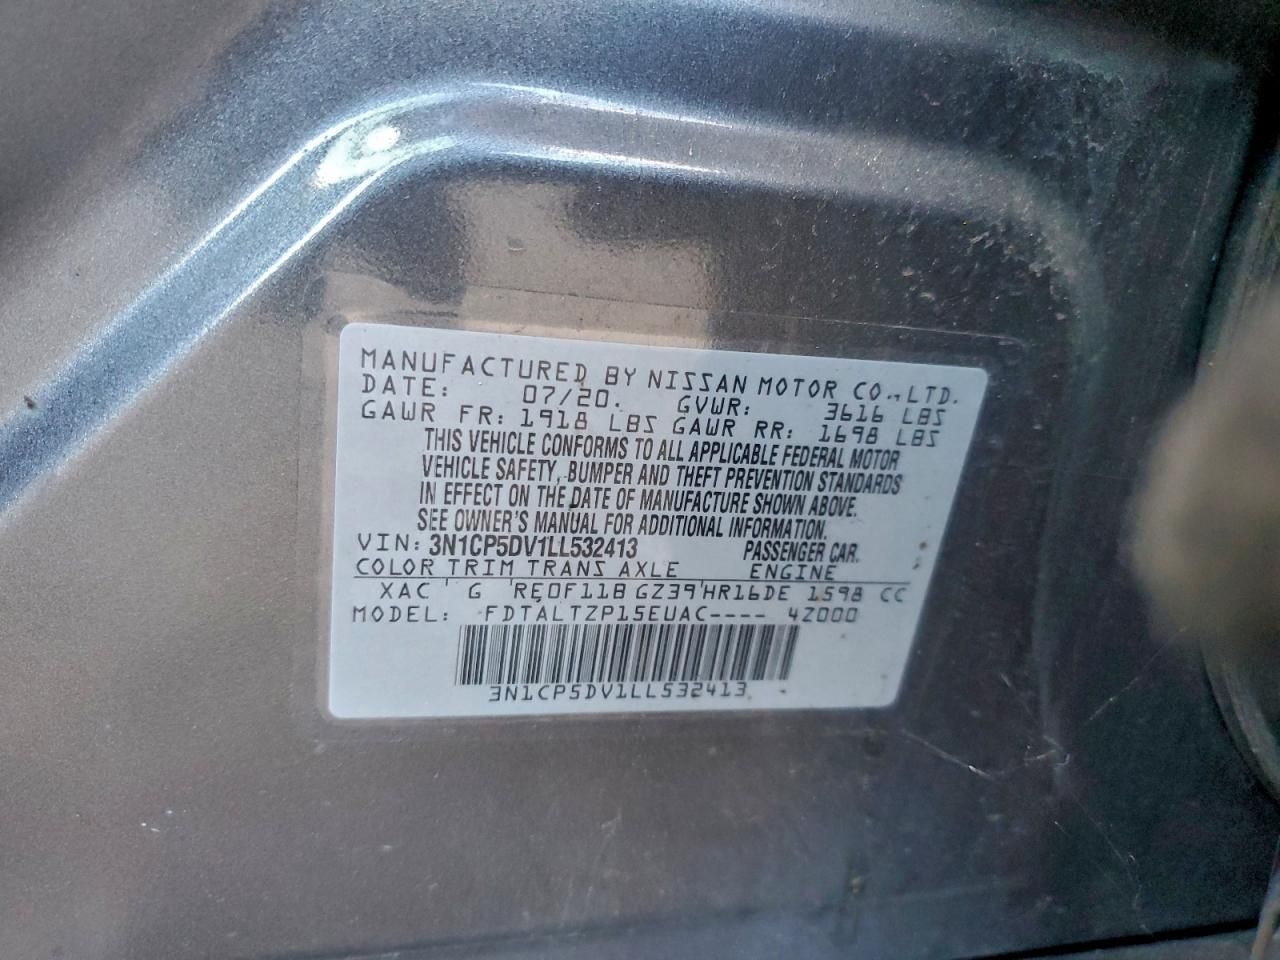 MANUFACTURED BY NISSAN MOTOR CO.,LTD.
DATE: 07/20. GVWR: 3616 LBS
GAWR FR: 1918 LBS GAWR RR: 1698 LBS
THIS VEHICLE CONFORMS TO ALL APPLICABLE FEDERAL MOTOR
VEHICLE SAFETY, BUMPER AND THEFT PREVENTION STANDARDS
IN EFFECT ON THE DATE OF MANUFACTURE SHOWN ABOVE.
SEE OWNER'S MANUAL FOR ADDITIONAL INFORMATION.
VIN: 3N1CP5DV1LL532413 PASSENGER CAR.
COLOR TRIM TRANS AXLE ENGINE
XAC G RE0F11B GZ39 HR16DE 1598 CC
MODEL: FDTALTZP15EUAC---- 4Z000
3N1CP5DV1LL532413